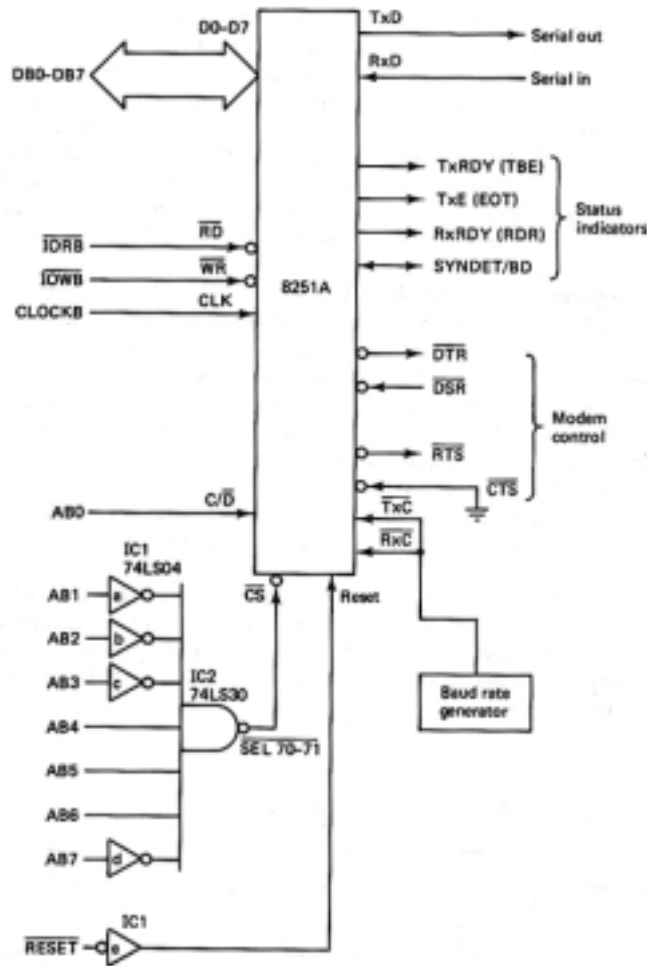 D0-D7
DB0-DB7
TxD
Serial out
RxD
Serial in
TxRDY (TBE)
TxE (EOT)
RxRDY (RDR)
SYNDET/BD
Status indicators
IORB
RD
IOWB
WR
CLOCKB
CLK
8251A
DTR
DSR
RTS
CTS
Modem control
AB0
C/D
TxC
RxC
IC1
74LS04
AB1
a
CS
Reset
AB2
b
AB3
c
IC2
74LS30
AB4
SEL 70-71
Baud rate generator
AB5
AB6
AB7
d
RESET
e
IC1